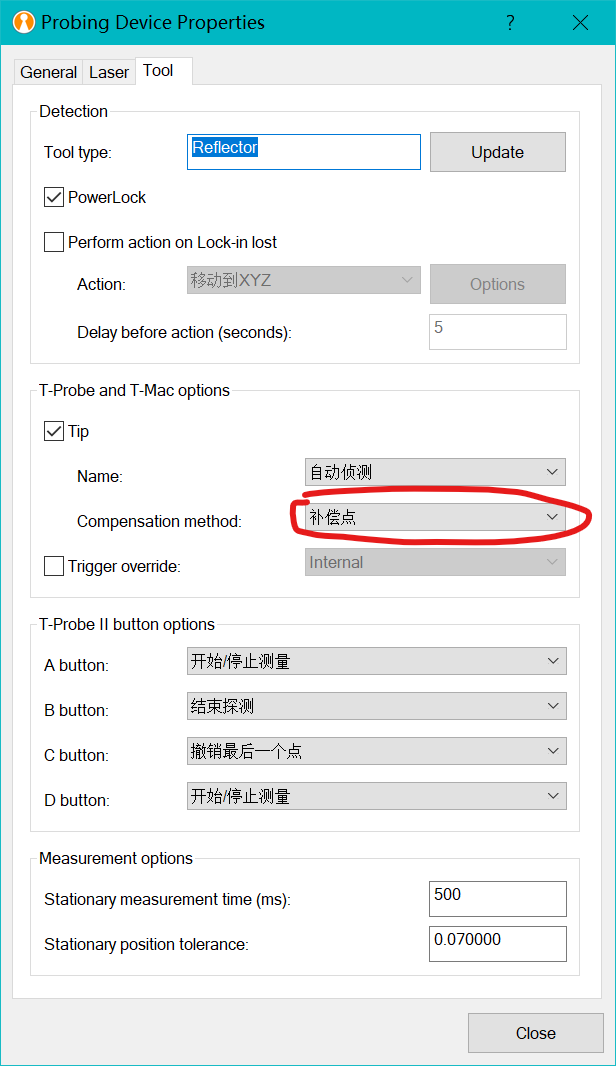 Probing Device Properties
General Laser Tool
Detection
Tool type: Reflector Update
PowerLock
Perform action on Lock-in lost
Action: 移动到XYZ Options
Delay before action (seconds): 5
T-Probe and T-Mac options
Tip
Name: 自动侦测
Compensation method: 补偿点
Trigger override: Internal
T-Probe II button options
A button: 开始/停止测量
B button: 结束探测
C button: 撤销最后一个点
D button: 开始/停止测量
Measurement options
Stationary measurement time (ms): 500
Stationary position tolerance: 0.070000
Close